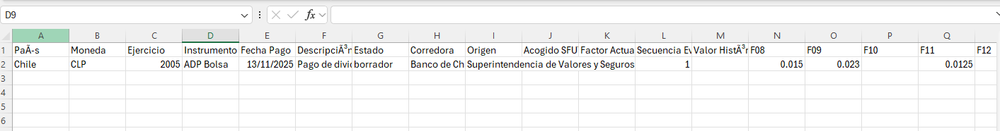 D9
fx
A B C D E F G H I J K L M N O P Q
1 PaÃ-s Moneda Ejercicio Instrumento Fecha Pago DescripciÃ³n Estado Corredora Origen Acogido SFU Factor Actua Secuencia Ev Valor HistÃ³r F08 F09 F10 F11 F12
2 Chile CLP 2005 ADP Bolsa 13/11/2025 Pago de divid borrador Banco de Ch Superintendencia de Valores y Seguros 1 0.015 0.023 0.0125
3
4
5
6